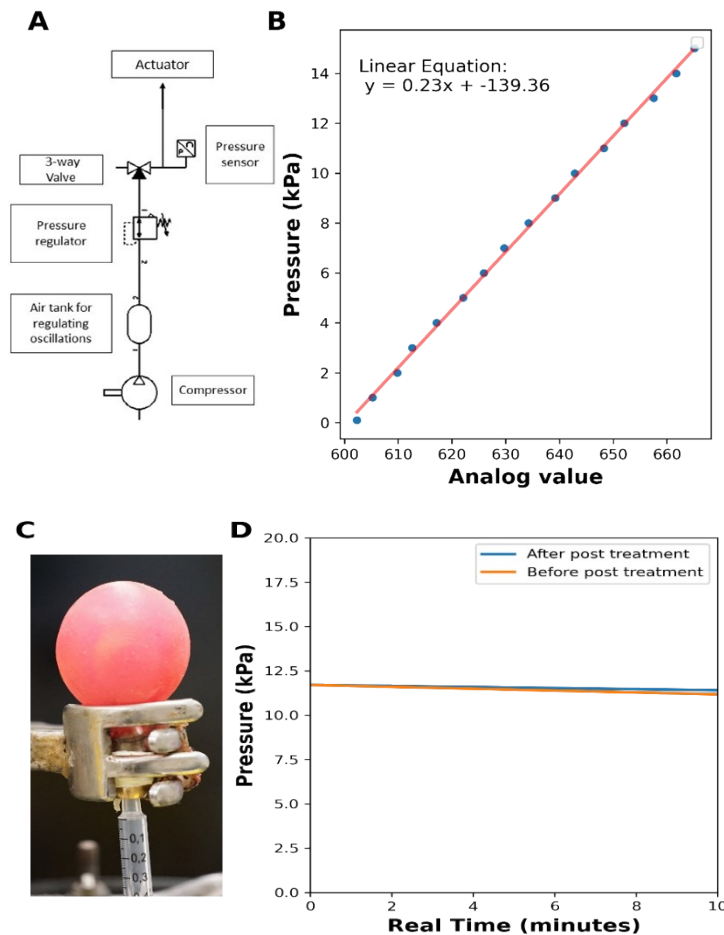 A
Actuator
3-way
Valve
Pressure
sensor
Pressure
regulator
Air tank for
regulating
oscillations
Compressor
B
Linear Equation:
y = 0.23x + -139.36
Pressure (kPa)
14
12
10
8
6
4
2
0
600
610
620
630
640
650
660
Analog value
C
0,1
0,2
0,3
D
After post treatment
Before post treatment
Pressure (kPa)
20.0
17.5
15.0
12.5
10.0
7.5
5.0
2.5
0.0
0
2
4
6
8
10
Real Time (minutes)